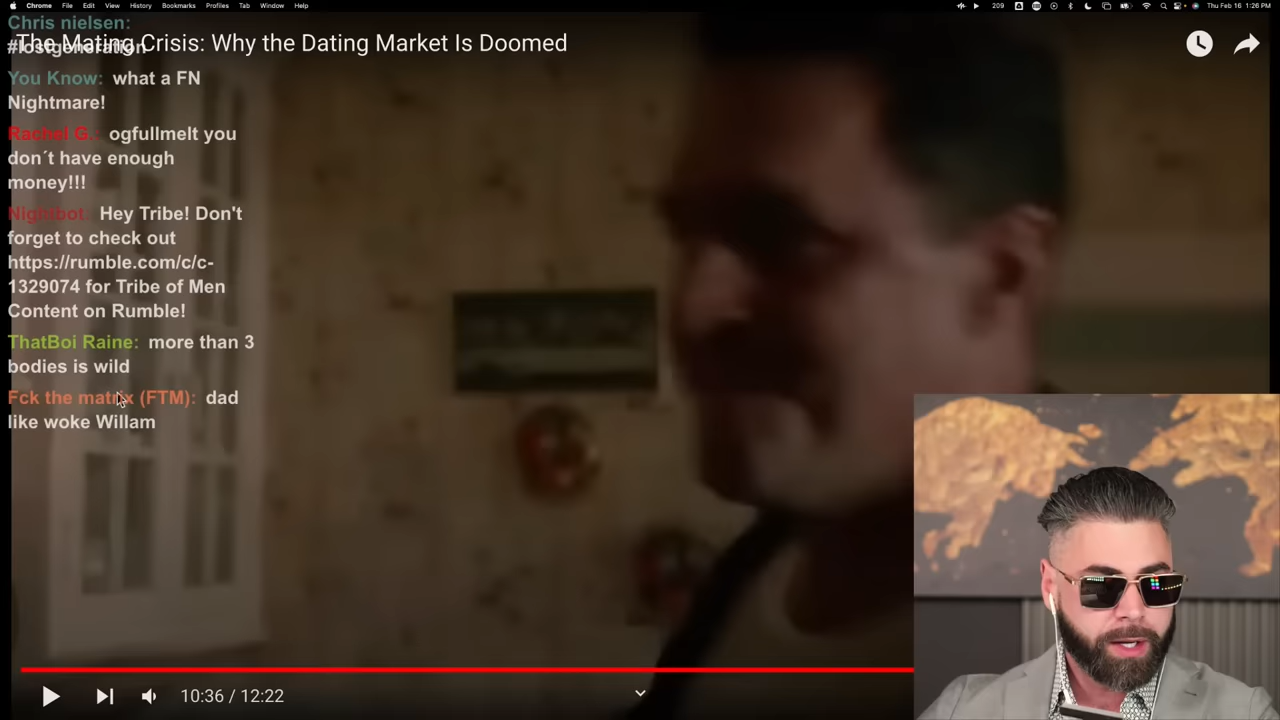 Chrome File Edit View History Bookmarks Profiles Tab Window Help 209 Thu Feb 16 1:26 PM
Chris nielsen:
#lostgeneration
The Mating Crisis: Why the Dating Market Is Doomed
You Know: what a FN
Nightmare!
Rachel G.: ogfullmelt you
don´t have enough
money!!!
Nightbot: Hey Tribe! Don't
forget to check out
https://rumble.com/c/c-
1329074 for Tribe of Men
Content on Rumble!
ThatBoi Raine: more than 3
bodies is wild
Fck the matrix (FTM): dad
like woke Willam
10:36 / 12:22